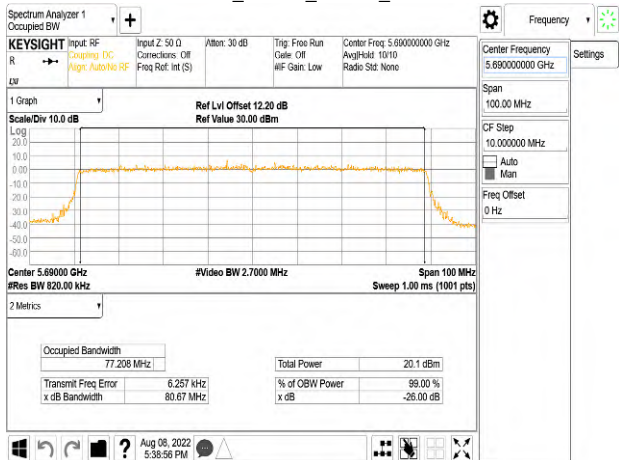 Spectrum Analyzer 1
Occupied BW
Frequency
KEYSIGHT
R
LXI
Input: RF
Coupling: DC
Align: Auto/No RF
Input Z: 50 Ω
Corrections: Off
Freq Ref: Int (S)
Atten: 30 dB
Trig: Free Run
Gate: Off
#IF Gain: Low
Center Freq: 5.690000000 GHz
Avg|Hold: 10/10
Radio Std: None
Center Frequency
5.690000000 GHz
Settings
Span
100.00 MHz
CF Step
10.000000 MHz
Auto
Man
Freq Offset
0 Hz
1 Graph
Scale/Div 10.0 dB
Ref Lvl Offset 12.20 dB
Ref Value 30.00 dBm
Log
20.0
10.0
0.00
-10.0
-20.0
-30.0
-40.0
-50.0
-60.0
Center 5.69000 GHz
#Video BW 2.7000 MHz
Span 100 MHz
#Res BW 820.00 kHz
Sweep 1.00 ms (1001 pts)
2 Metrics
Occupied Bandwidth
77.208 MHz
Total Power 20.1 dBm
Transmit Freq Error 6.257 kHz
% of OBW Power 99.00 %
x dB Bandwidth 80.67 MHz
x dB -26.00 dB
?
Aug 08, 2022
5:38:56 PM